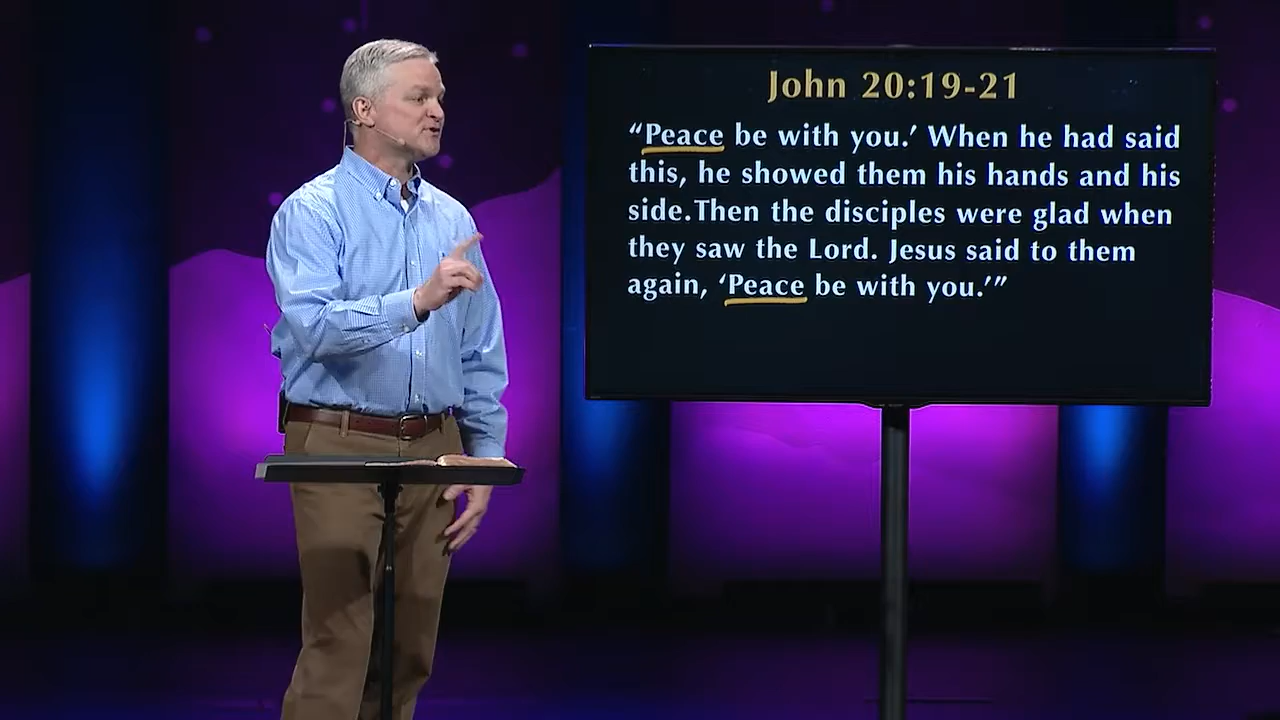 John 20:19-21
“Peace be with you.’ When he had said
this, he showed them his hands and his
side.Then the disciples were glad when
they saw the Lord. Jesus said to them
again, ‘Peace be with you.’”